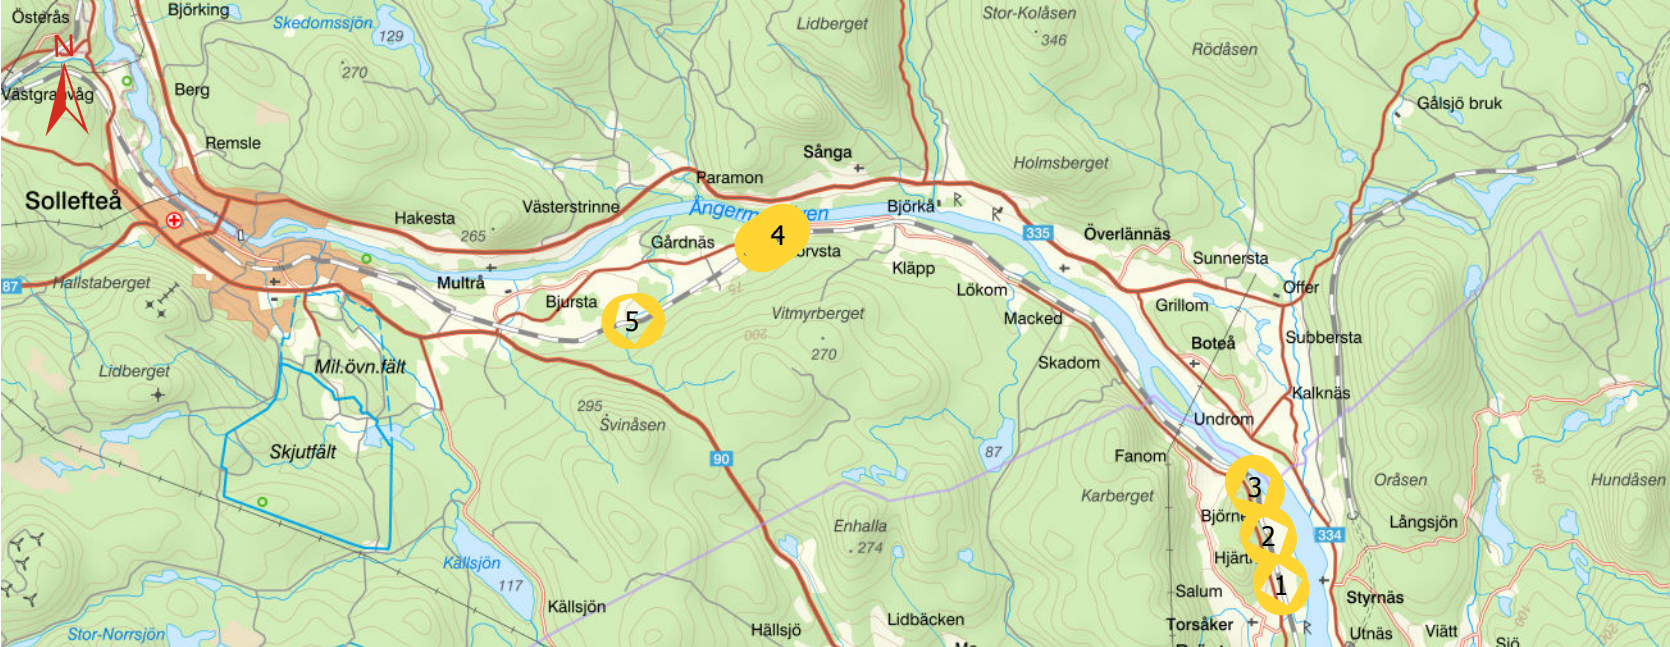 Österås
Björking
Skedomssjön
129
Lidberget
Stor-Kolåsen
346
Rödåsen
N
270
Västgranvåg
Berg
Gålsjö bruk
Remsle
Sånga
Holmsberget
Paramon
Sollefteå
Hakesta
Västerstrinne
Björkå
R
R
265
Gårdnäs
4
335
Överlännäs
Sunnersta
Kläpp
87
Hallstaberget
Multrå
Bjursta
Lökom
Offer
Grillom
5
Vitmyrberget
Macked
Subbersta
200
270
Boteå
Skadom
Lidberget
Mil.övn.fält
Kalknäs
295
Svinåsen
Undrom
Skjutfält
90
87
Fanom
Oråsen
Hundåsen
3
Karberget
Enhalla
274
Långsjön
334
2
Källsjön
117
1
Salum
Styrnäs
Källsjön
Lidbäcken
Torsåker
R
Stor-Norrsjön
Hällsjö
Utnäs
Viätt